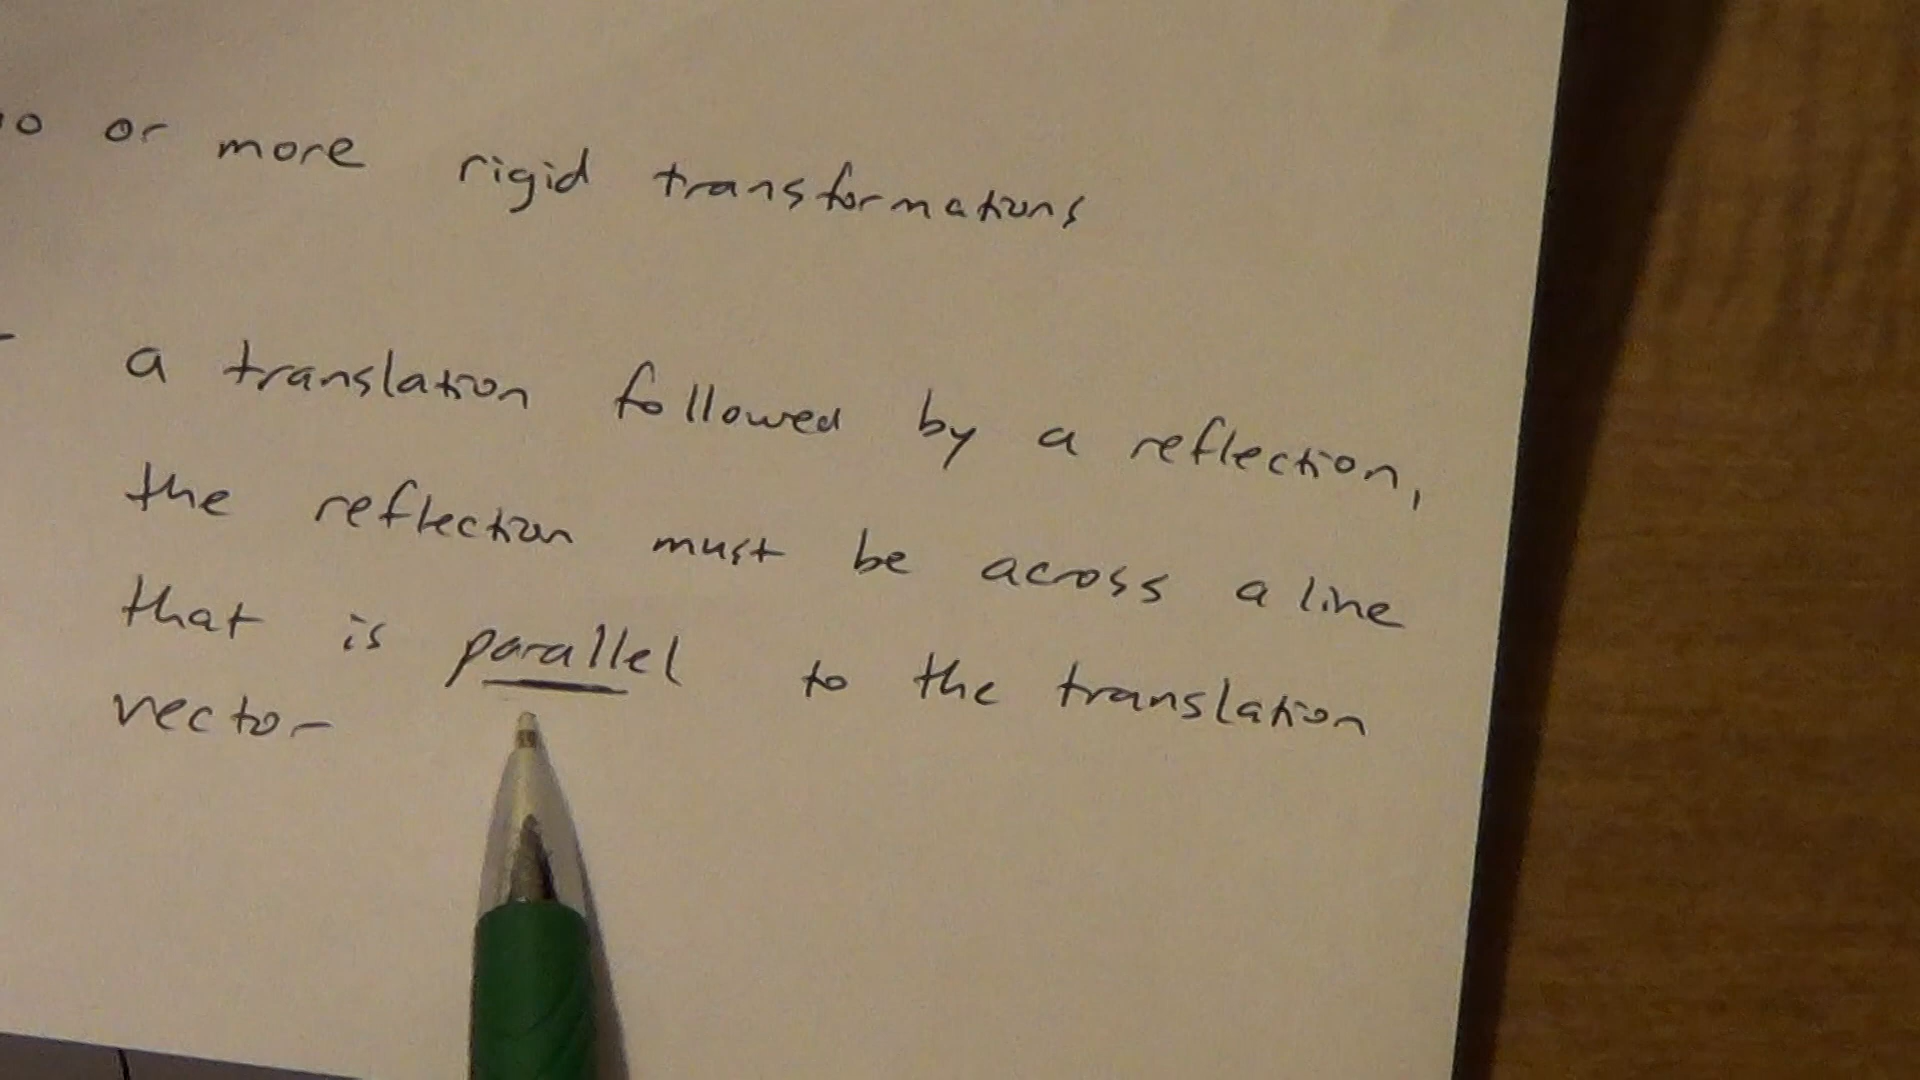 or more rigid transformations
a translation followed by a reflection,
the reflection must be across a line
that is parallel to the translation
vector